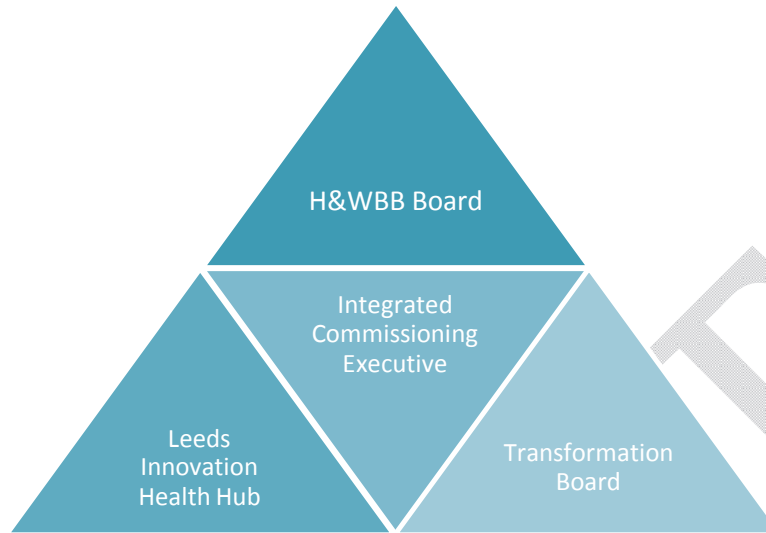 H&WBB Board
Integrated
Commissioning
Executive
Leeds
Innovation
Health Hub
Transformation
Board